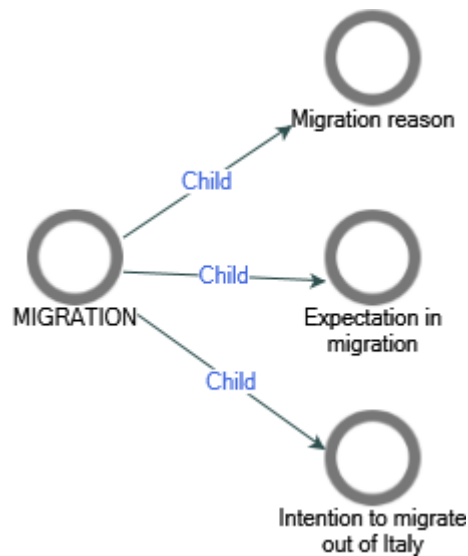 Migration reason
Child
MIGRATION
Child
Expectation in
migration
Child
Intention to migrate
out of Italy